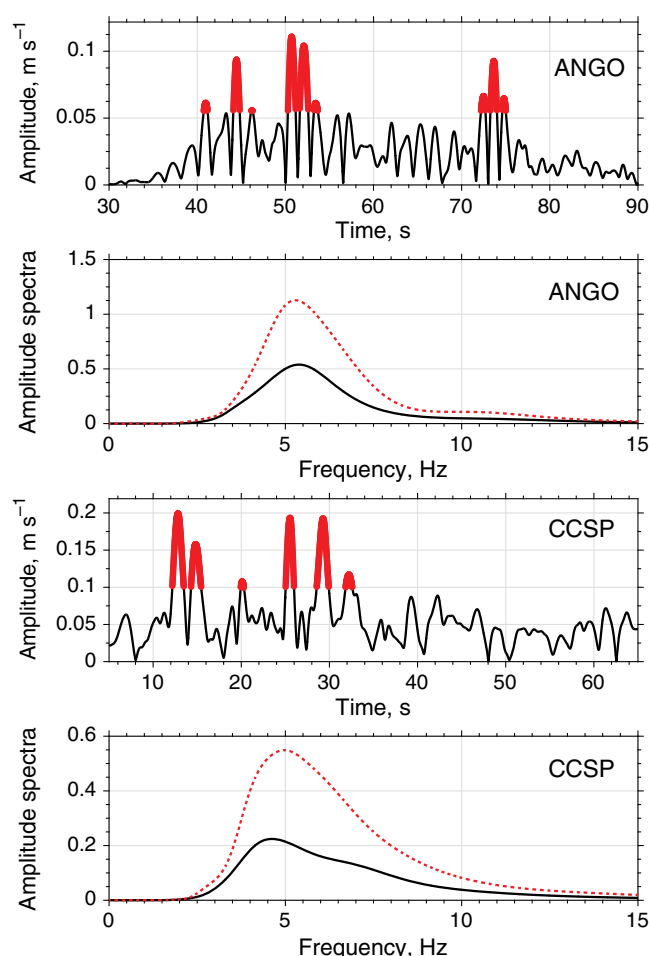 Amplitude, m s⁻¹
0.1
0.05
0
ANGO
30 40 50 60 70 80 90
Time, s
Amplitude spectra
1.5
1
0.5
0
ANGO
0 5 10 15
Frequency, Hz
Amplitude, m s⁻¹
0.2
0.15
0.1
0.05
0
CCSP
10 20 30 40 50 60
Time, s
Amplitude spectra
0.6
0.4
0.2
0
CCSP
0 5 10 15
Frequency, Hz